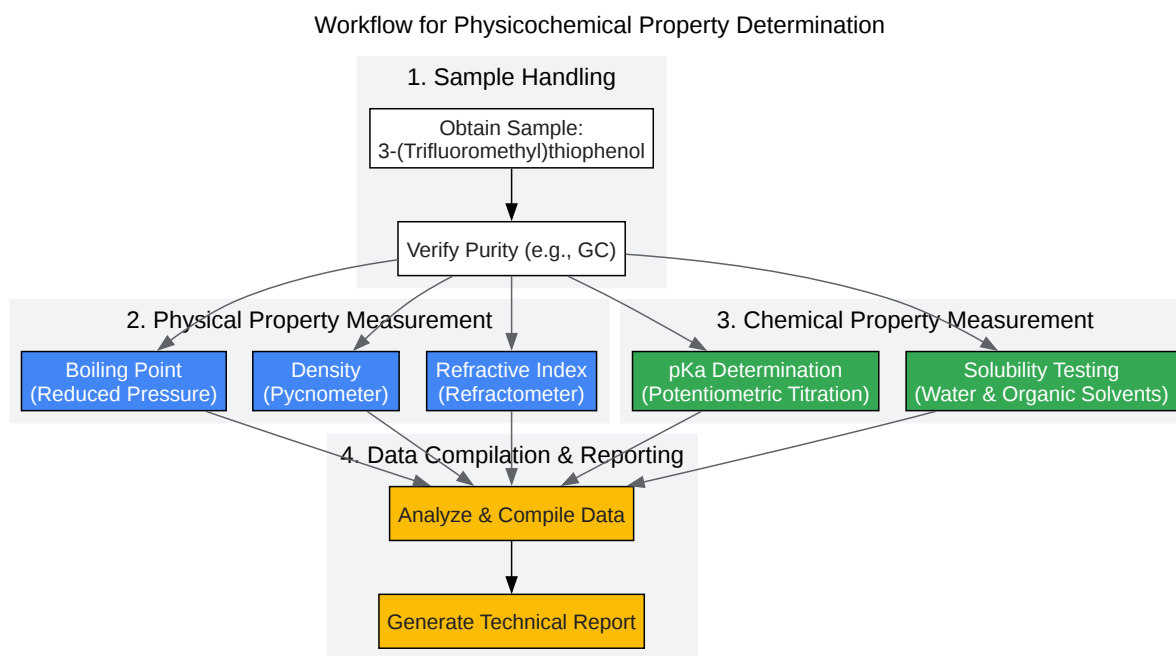 Workflow for Physicochemical Property Determination
1. Sample Handling
Obtain Sample:
3-(Trifluoromethyl)thiophenol
Verify Purity (e.g., GC)
2. Physical Property Measurement
3. Chemical Property Measurement
Boiling Point
(Reduced Pressure)
Density
(Pycnometer)
Refractive Index
(Refractometer)
pKa Determination
(Potentiometric Titration)
Solubility Testing
(Water & Organic Solvents)
4. Data Compilation & Reporting
Analyze & Compile Data
Generate Technical Report